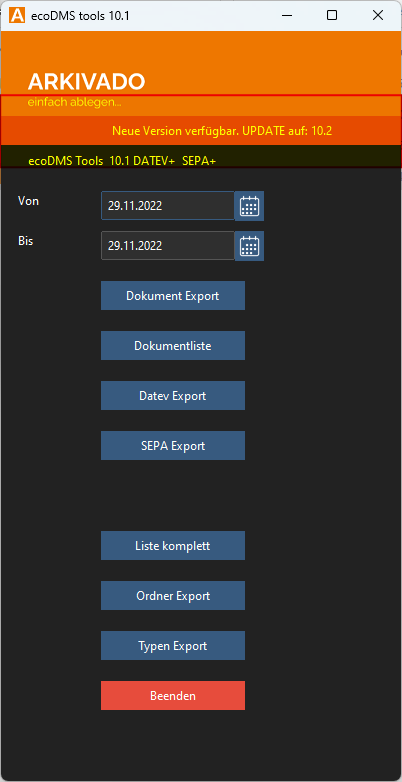 ecoDMS tools 10.1
ARKIVADO
einfach ablegen...
Neue Version verfügbar. UPDATE auf: 10.2
ecoDMS Tools 10.1 DATEV+ SEPA+
Von 29.11.2022
Bis 29.11.2022
Dokument Export
Dokumentliste
Datev Export
SEPA Export
Liste komplett
Ordner Export
Typen Export
Beenden